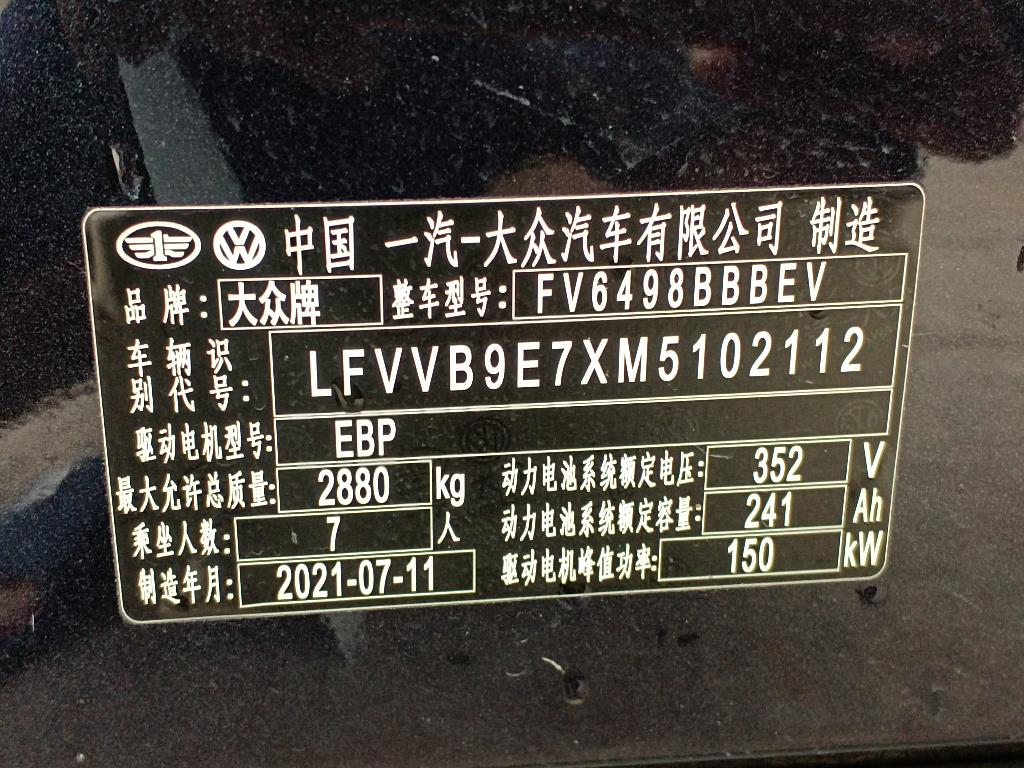 中国 一汽-大众汽车有限公司 制造
品牌: 大众牌 整车型号: FV6498BBBEV
车辆识别代号: LFVVB9E7XM5102112
驱动电机型号: EBP
最大允许总质量: 2880 kg 动力电池系统额定电压: 352 V
乘坐人数: 7 人 动力电池系统额定容量: 241 Ah
制造年月: 2021-07-11 驱动电机峰值功率: 150 kW